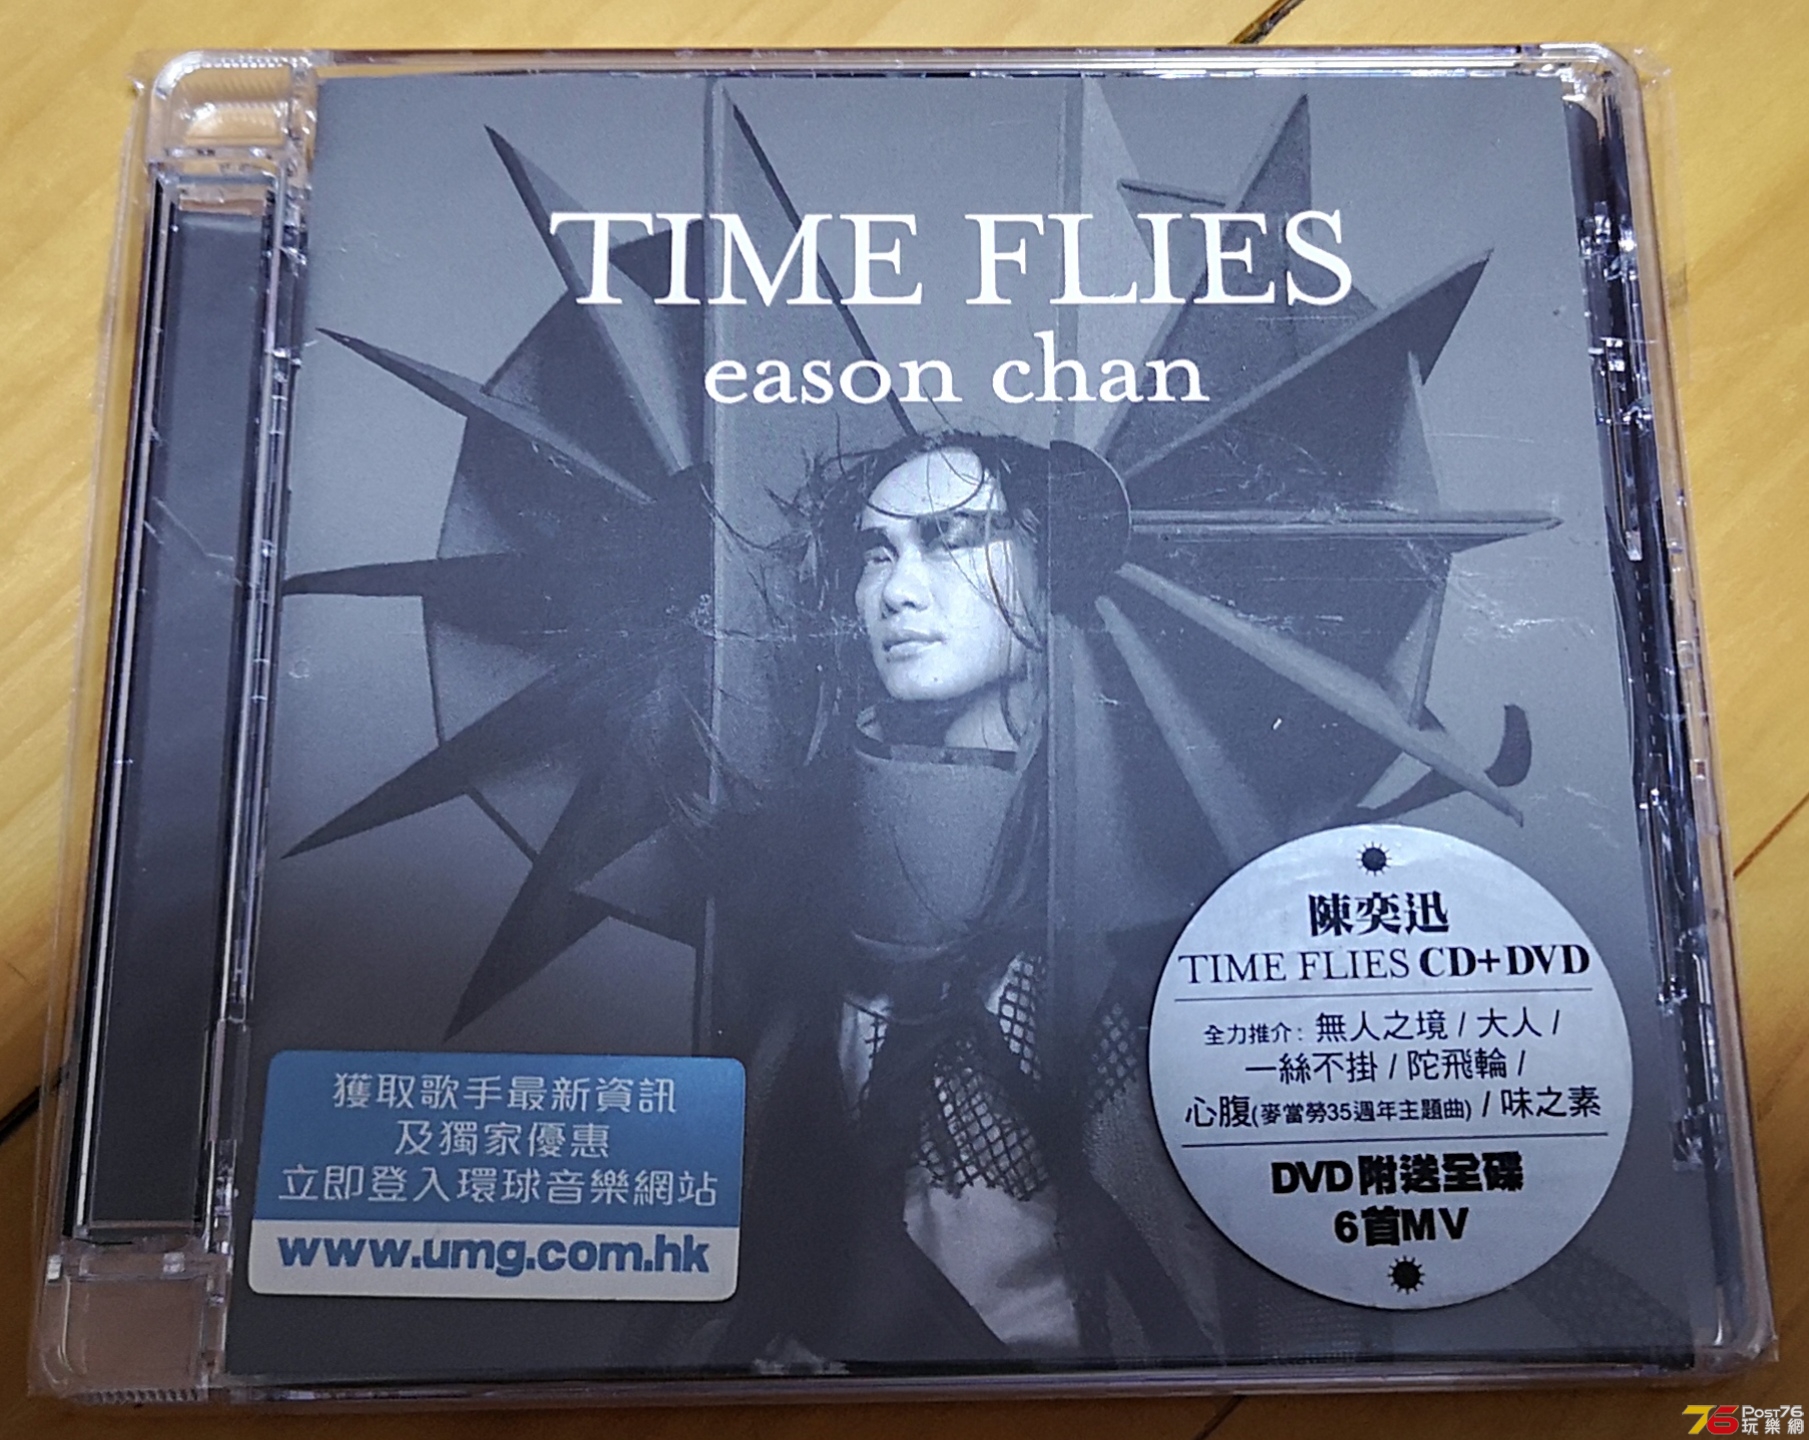 TIME FLIES
eason chan
陳奕迅
TIME FLIES CD+DVD
全力推介: 無人之境 / 大人 /
一絲不掛 / 陀飛輪 /
心腹(麥當勞35週年主題曲) / 味之素
DVD附送全碟
6首MV
獲取歌手最新資訊
及獨家優惠
立即登入環球音樂網站
www.umg.com.hk
76 Post76
玩樂網